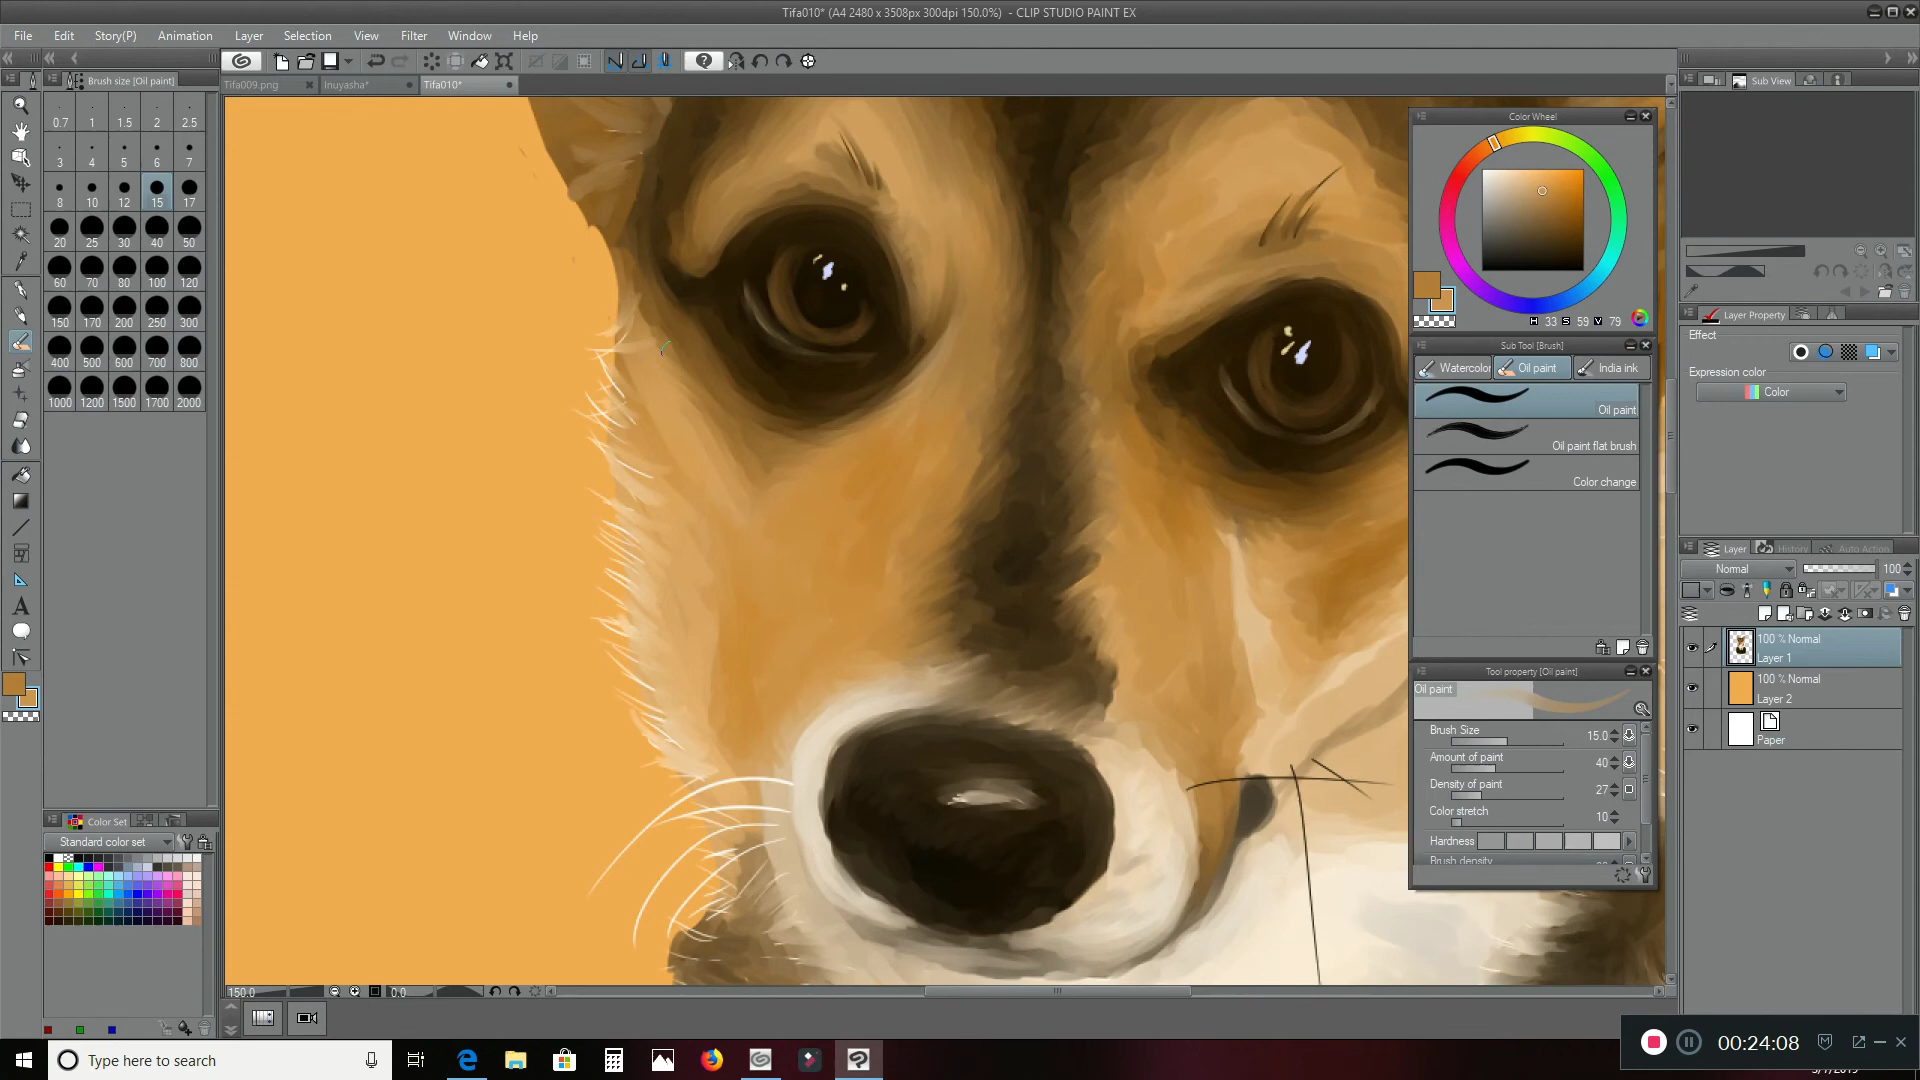 Tifa010* (A4 2480 x 3508px 300dpi 150.0%) - CLIP STUDIO PAINT EX
File Edit Story(P) Animation Layer Selection Filter View Window Help
Brush size [Oil paint]
Tifa009.png Inuyasha* Tifa010*
0.7 1 1.5 2 2.5
3 4 5 6 7
8 10 12 15 17
20 25 30 40 50
60 70 80 100 120
150 170 200 250 300
400 500 600 700 800
1000 1200 1500 1700 2000
Color Set
Standard color set
150.0 0.0
Color Wheel
H 33 S 59 V 79
Sub Tool [Brush]
Watercolor Oil paint India ink
Oil paint
Oil paint flat brush
Color change
Tool property [Oil paint]
Oil paint
Brush Size 15.0
Amount of paint 40
Density of paint 27
Color stretch 10
Hardness
Brush density
Sub View
Layer Property
Effect
Expression color
Color
Layer History Auto Action
Normal 100
100 % Normal
Layer 1
100 % Normal
Layer 2
Paper
Type here to search
00:24:08